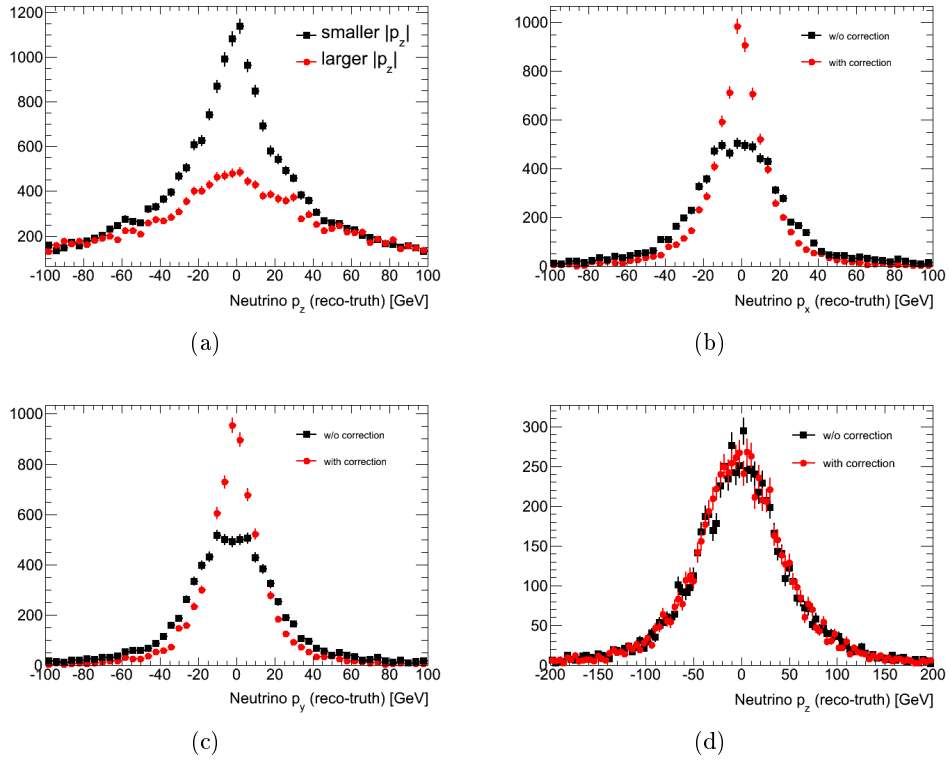 1200
1000
800
600
400
200
-100 -80 -60 -40 -20 0 20 40 60 80 100
smaller |p_z|
larger |p_z|
Neutrino p_z (reco-truth) [GeV]
(a)
1000
800
600
400
200
0
-100 -80 -60 -40 -20 0 20 40 60 80 100
w/o correction
with correction
Neutrino p_x (reco-truth) [GeV]
(b)
1000
800
600
400
200
0
-100 -80 -60 -40 -20 0 20 40 60 80 100
w/o correction
with correction
Neutrino p_y (reco-truth) [GeV]
(c)
300
250
200
150
100
50
0
-200 -150 -100 -50 0 50 100 150 200
w/o correction
with correction
Neutrino p_z (reco-truth) [GeV]
(d)